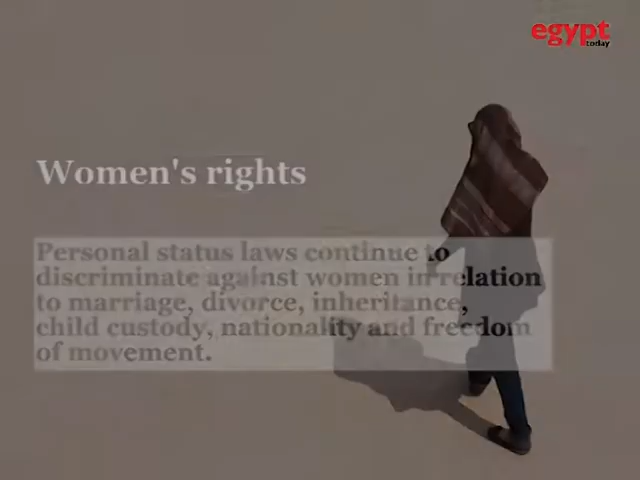 egypt
today
Women's rights
Personal status laws continue to
discriminate against women in relation
to marriage, divorce, inheritance,
child custody, nationality and freedom
of movement.